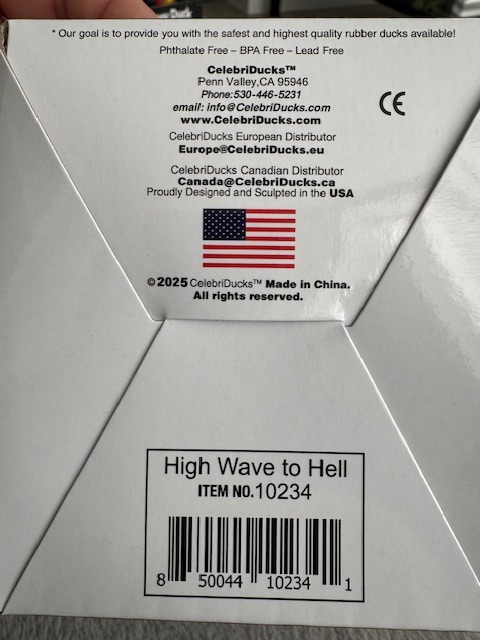 * Our goal is to provide you with the safest and highest quality rubber ducks available!
Phthalate Free – BPA Free – Lead Free
CelebriDucks™
Penn Valley,CA 95946
Phone:530-446-5231
email: info@CelebriDucks.com
www.CelebriDucks.com
CE
CelebriDucks European Distributor
Europe@CelebriDucks.eu
CelebriDucks Canadian Distributor
Canada@CelebriDucks.ca
Proudly Designed and Sculpted in the USA
©2025 CelebriDucks™ Made in China.
All rights reserved.
High Wave to Hell
ITEM NO.10234
8 50044 10234 1